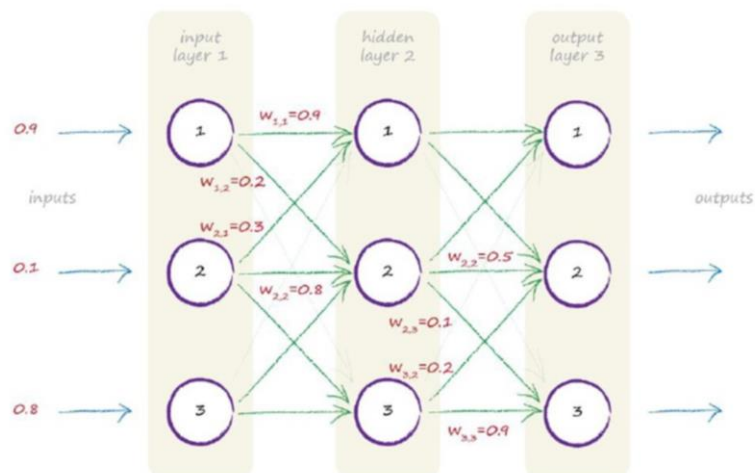 input
layer 1
hidden
layer 2
output
layer 3
0.9
1
w1,1=0.9
1
1
w1,2=0.2
inputs
w2,1=0.3
outputs
0.1
2
w2,2=0.8
2
w2,2=0.5
2
w2,3=0.1
w3,2=0.2
0.8
3
3
w3,3=0.9
3